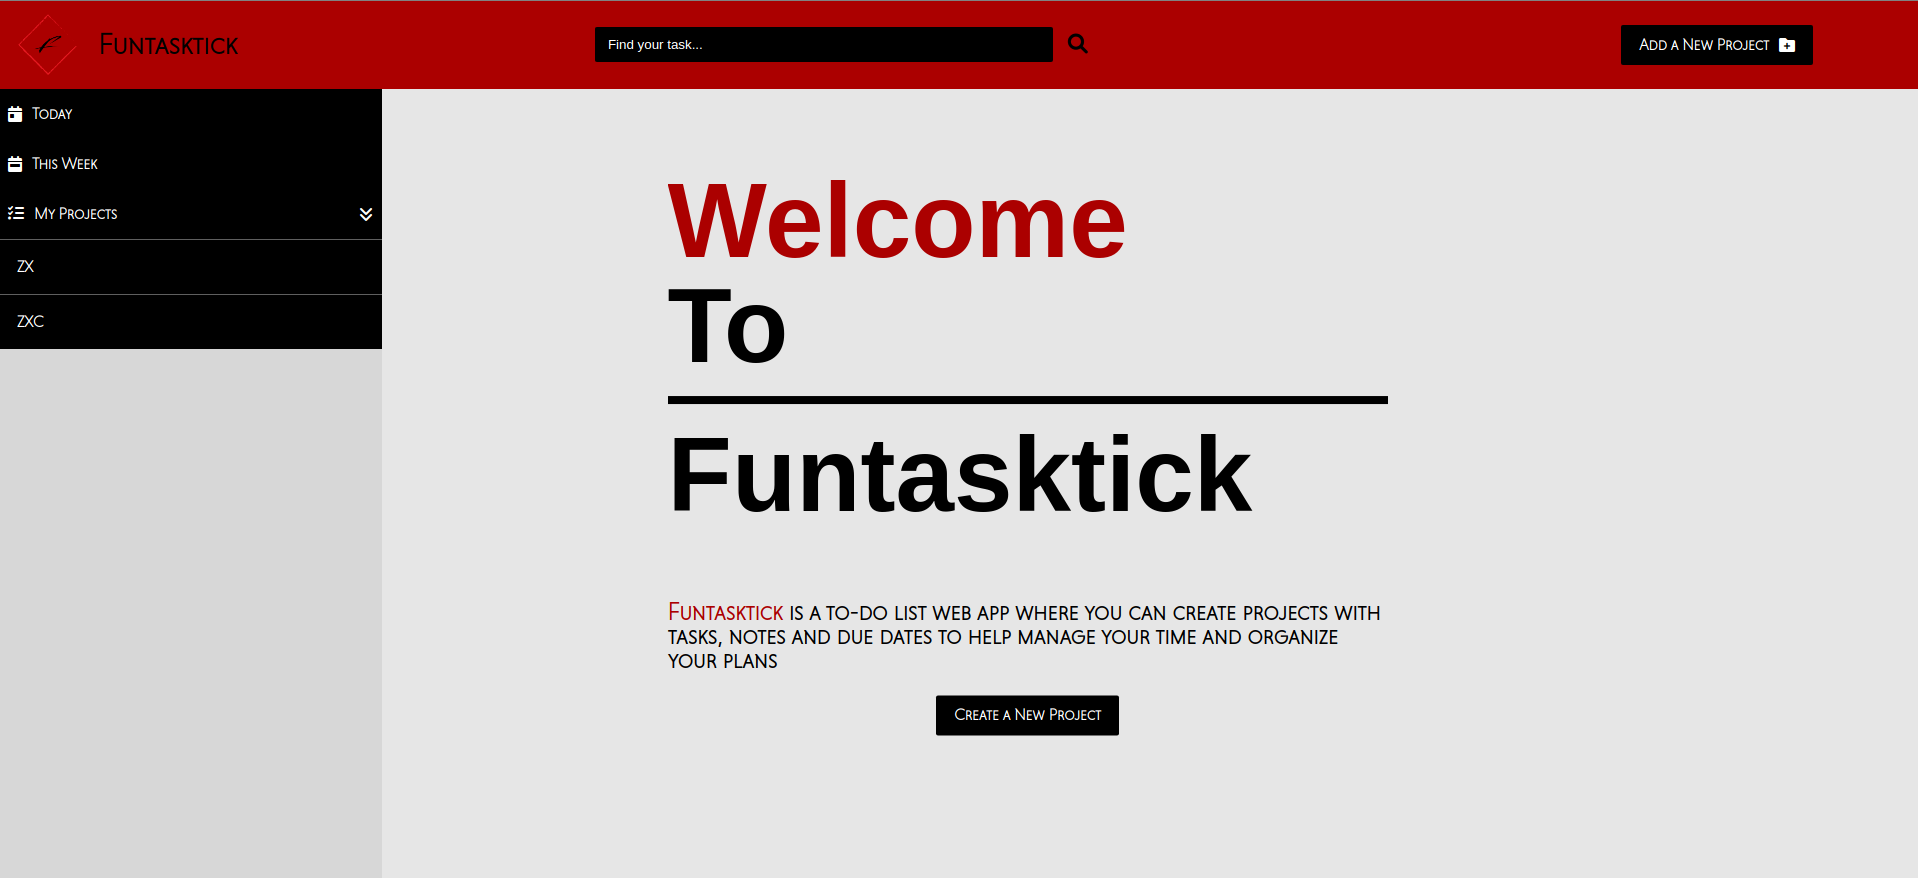 Funtasktick
Find your task...
Add a New Project
Today
This Week
My Projects
ZX
ZXC
Welcome
To
Funtasktick
Funtasktick is a to-do list web app where you can create projects with
tasks, notes and due dates to help manage your time and organize
your plans
Create a New Project